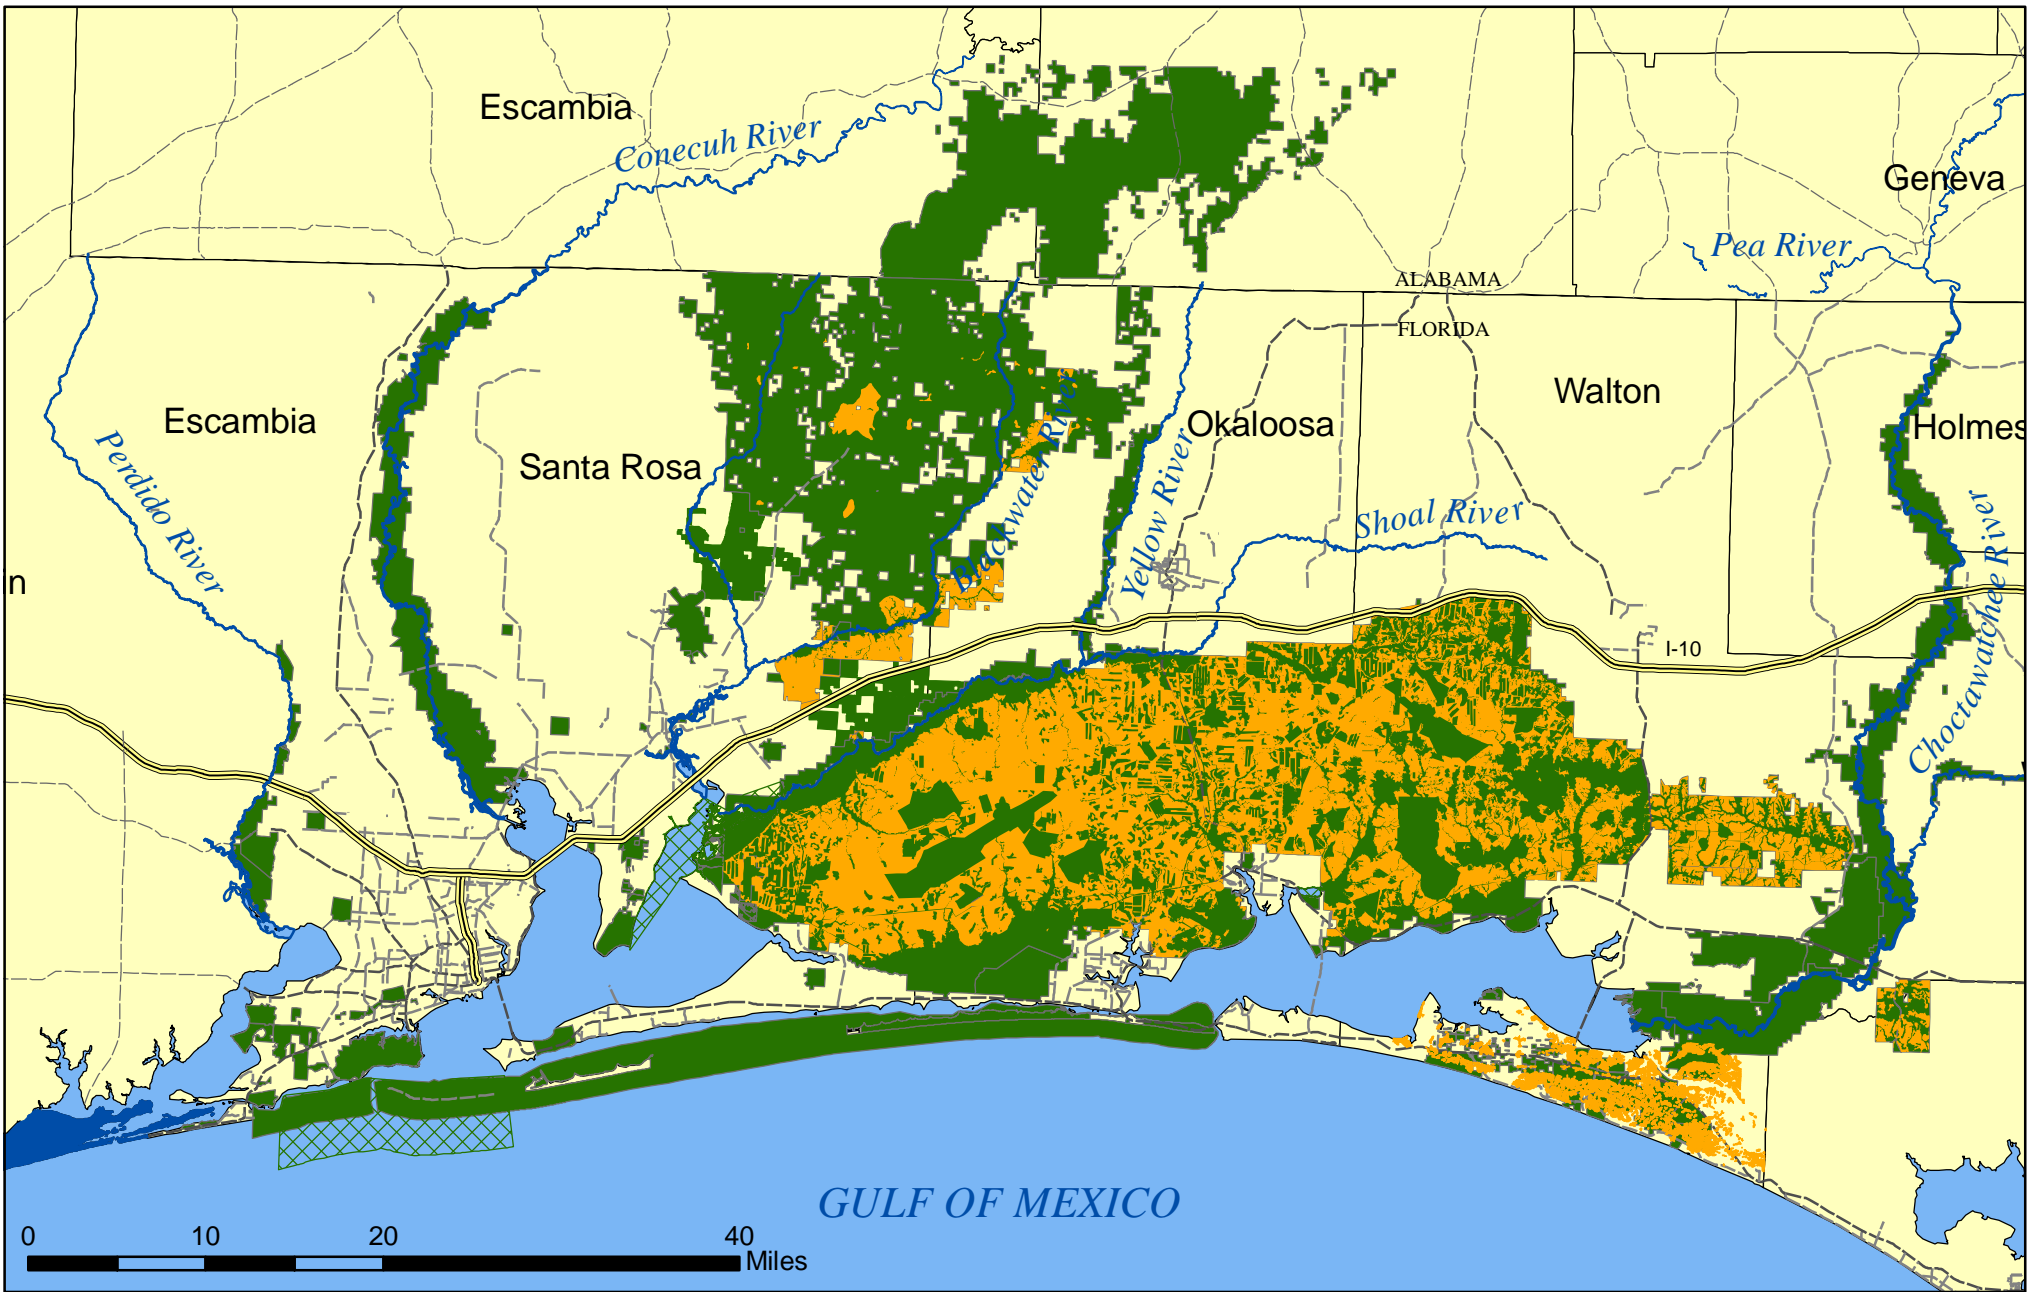 Escambia
Conecuh River
Geneva
Pea River
ALABAMA
FLORIDA
Walton
Escambia
Okaloosa
Holmes
Santa Rosa
Perdido River
Blackwater River
Yellow River
Shoal River
Choctawhatchee River
in
I-10
GULF OF MEXICO
0 10 20 40
Miles